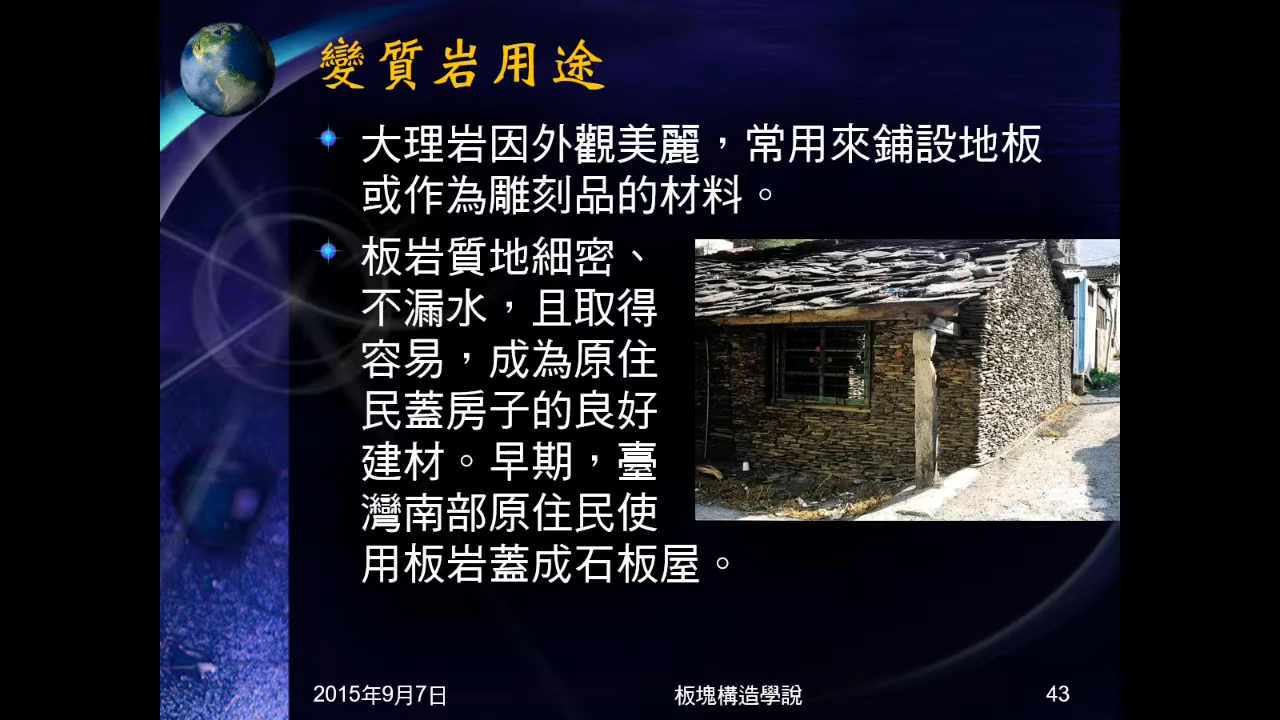 變質岩用途
大理岩因外觀美麗，常用來鋪設地板
或作為雕刻品的材料。
板岩質地細密、
不漏水，且取得
容易，成為原住
民蓋房子的良好
建材。早期，臺
灣南部原住民使
用板岩蓋成石板屋。
2015年9月7日
板塊構造學說
43